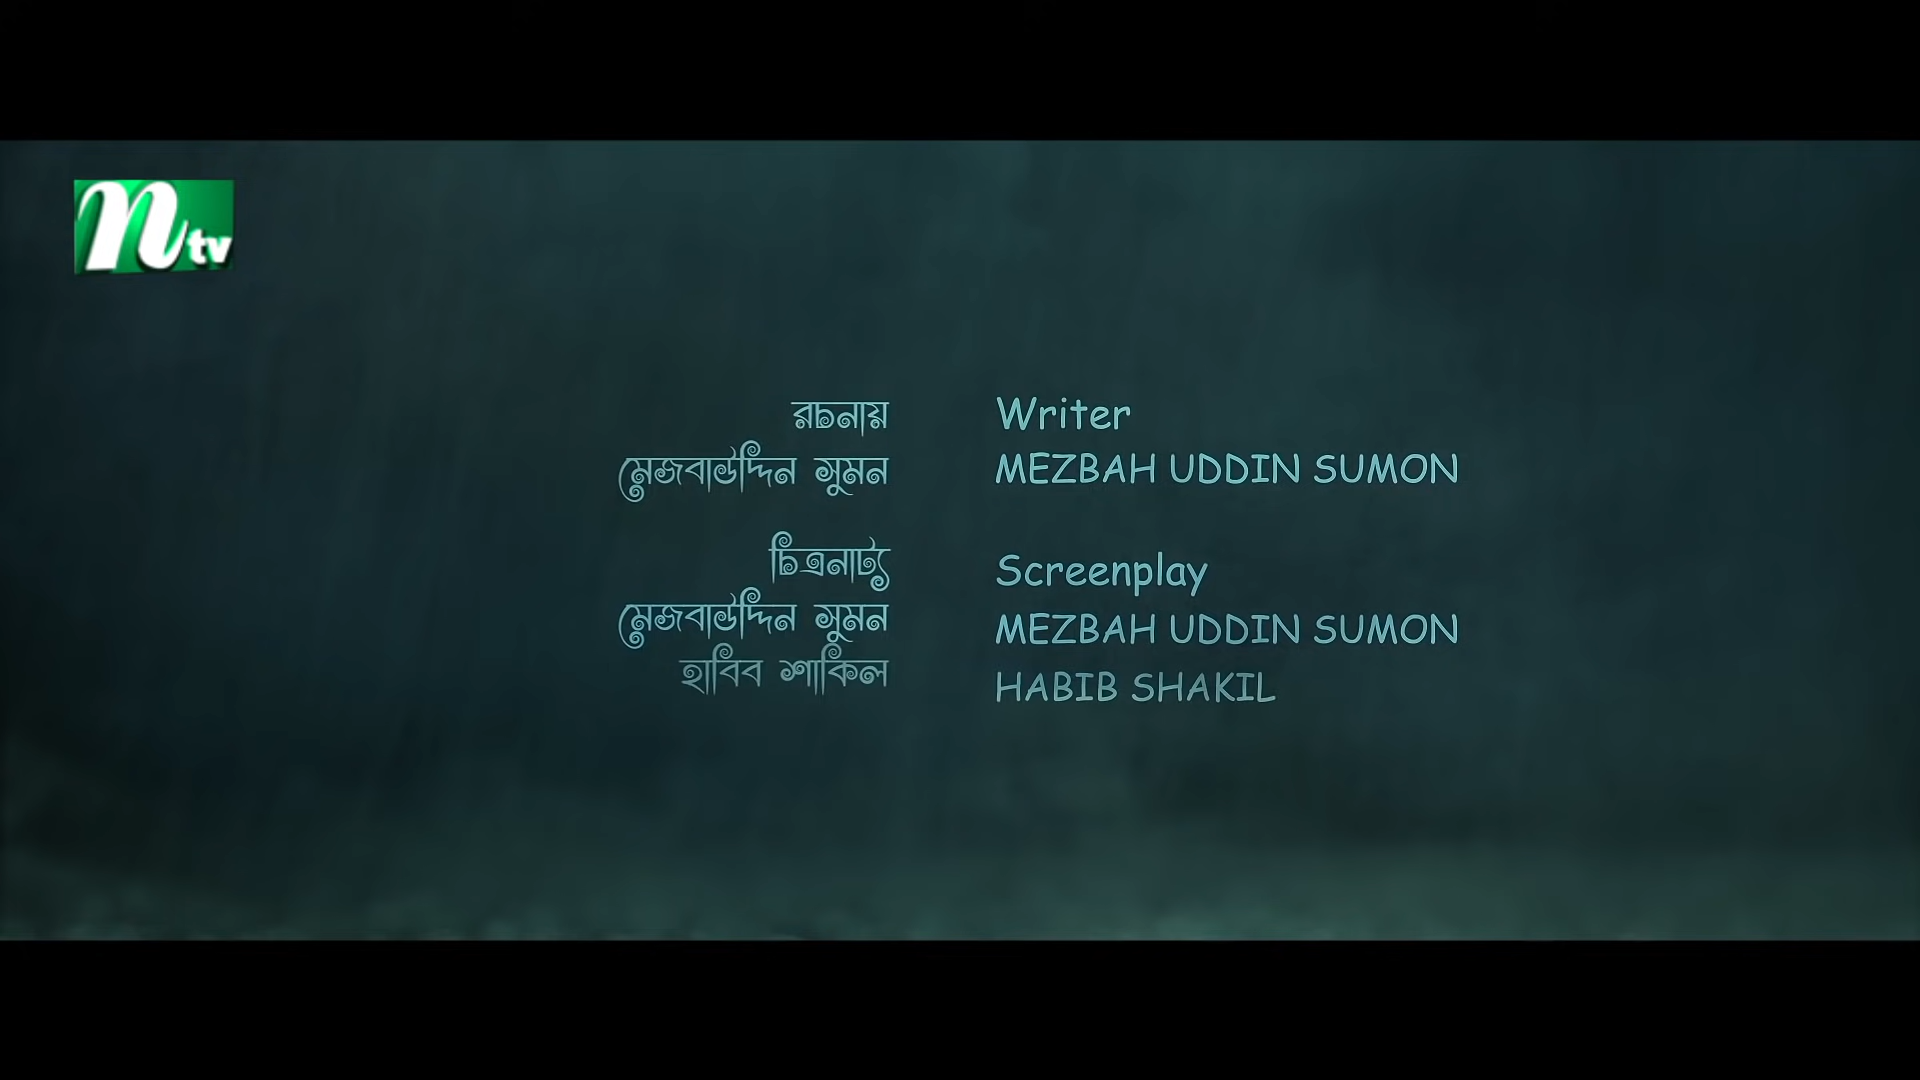 ntv
রচনায়
মেজবাউদ্দিন সুমন
চিত্রনাট্য
মেজবাউদ্দিন সুমন
হাবিব শাকিল
Writer
MEZBAH UDDIN SUMON
Screenplay
MEZBAH UDDIN SUMON
HABIB SHAKIL